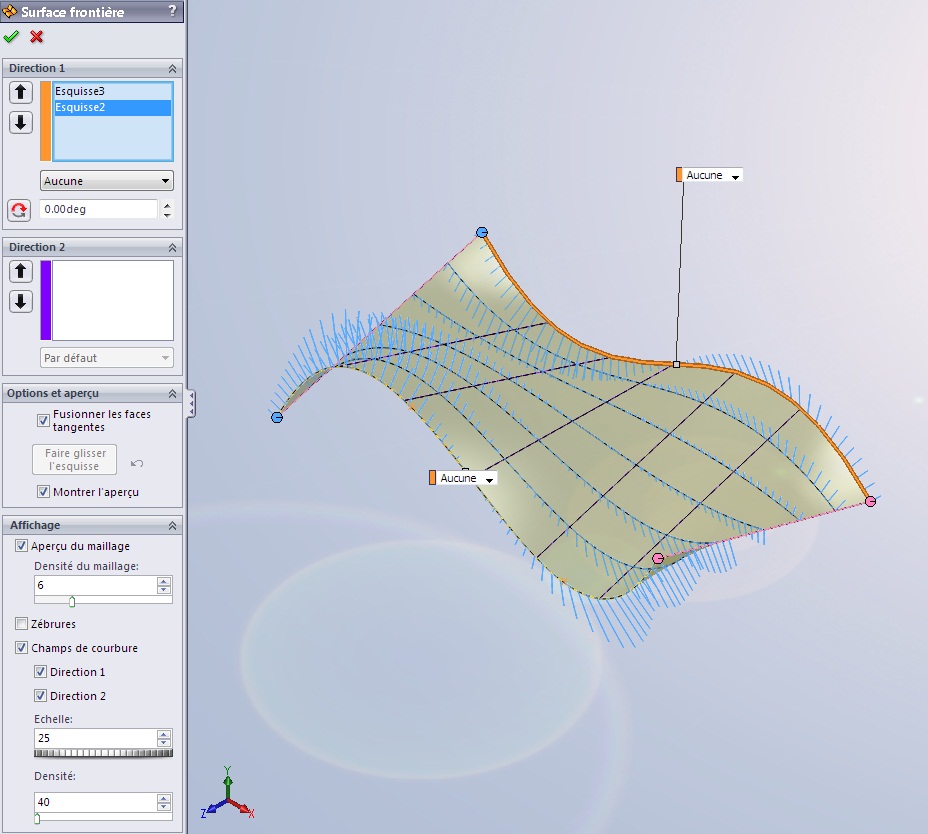 Surface frontière ?
Direction 1
Esquisse3
Esquisse2
Aucune
0.00deg
Direction 2
Par défaut
Options et aperçu
Fusionner les faces
tangentes
Faire glisser
l'esquisse
Montrer l'aperçu
Affichage
Aperçu du maillage
Densité du maillage:
6
Zébrures
Champs de courbure
Direction 1
Direction 2
Echelle:
25
Densité:
40
Aucune
Aucune
Y
Z
X